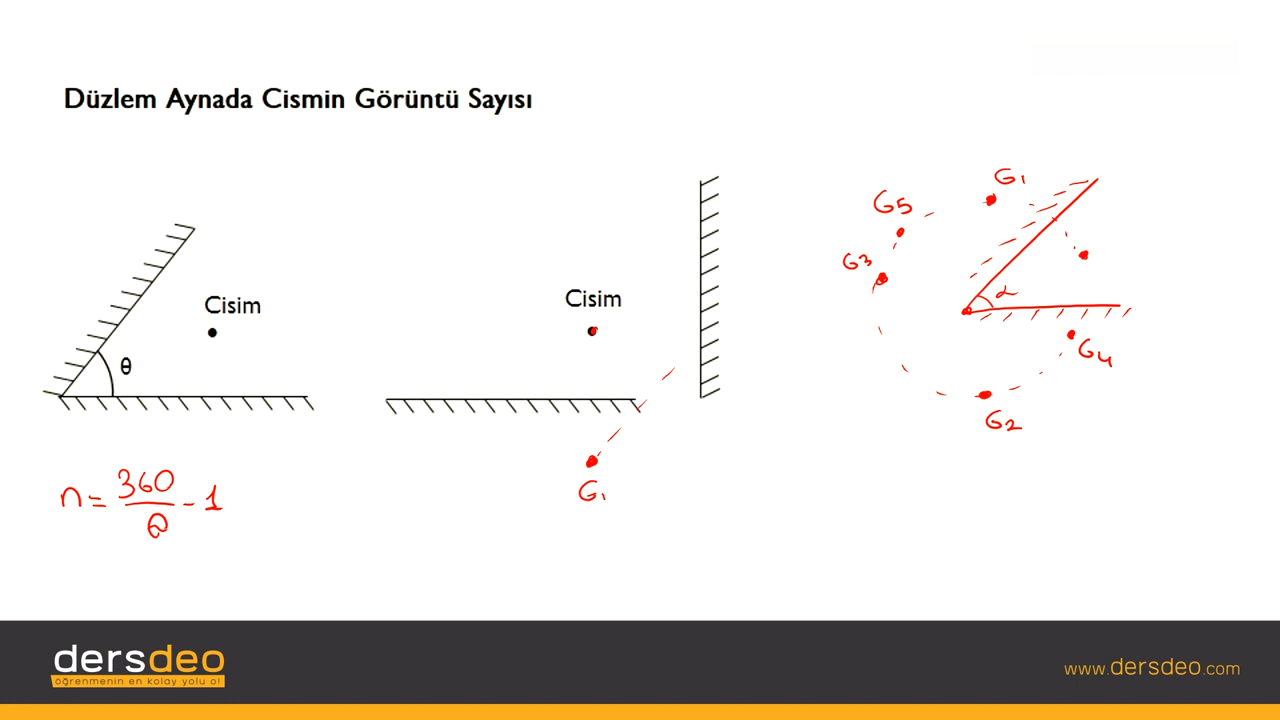 Düzlem Aynada Cismin Görüntü Sayısı
Cisim
θ
n = 360/θ - 1
Cisim
G1
G1
G5
G3
α
G4
G2
dersdeo
öğrenmenin en kolay yolu o!
www.dersdeo.com